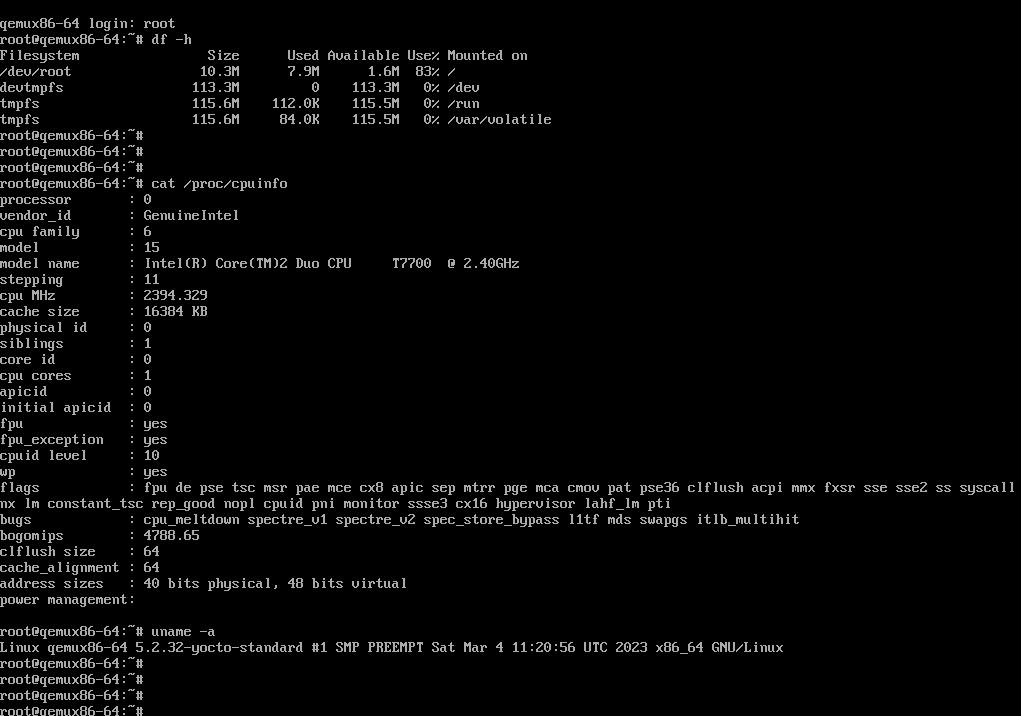 qemux86-64 login: root
root@qemux86-64:~# df -h
Filesystem                Size      Used Available Use% Mounted on
/dev/root                10.3M      7.9M      1.6M  83% /
devtmpfs                113.3M         0    113.3M   0% /dev
tmpfs                   115.6M    112.0K    115.5M   0% /run
tmpfs                   115.6M     84.0K    115.5M   0% /var/volatile
root@qemux86-64:~#
root@qemux86-64:~#
root@qemux86-64:~#
root@qemux86-64:~# cat /proc/cpuinfo
processor       : 0
vendor_id       : GenuineIntel
cpu family      : 6
model           : 15
model name      : Intel(R) Core(TM)2 Duo CPU     T7700  @ 2.40GHz
stepping        : 11
cpu MHz         : 2394.329
cache size      : 16384 KB
physical id     : 0
siblings        : 1
core id         : 0
cpu cores       : 1
apicid          : 0
initial apicid  : 0
fpu             : yes
fpu_exception   : yes
cpuid level     : 10
wp              : yes
flags           : fpu de pse tsc msr pae mce cx8 apic sep mtrr pge mca cmov pat pse36 clflush acpi mmx fxsr sse sse2 ss syscall
nx lm constant_tsc rep_good nopl cpuid pni monitor ssse3 cx16 hypervisor lahf_lm pti
bugs            : cpu_meltdown spectre_v1 spectre_v2 spec_store_bypass l1tf mds swapgs itlb_multihit
bogomips        : 4788.65
clflush size    : 64
cache_alignment : 64
address sizes   : 40 bits physical, 48 bits virtual
power management:
root@qemux86-64:~# uname -a
Linux qemux86-64 5.2.32-yocto-standard #1 SMP PREEMPT Sat Mar 4 11:20:56 UTC 2023 x86_64 GNU/Linux
root@qemux86-64:~#
root@qemux86-64:~#
root@qemux86-64:~#
root@qemux86-64:~#